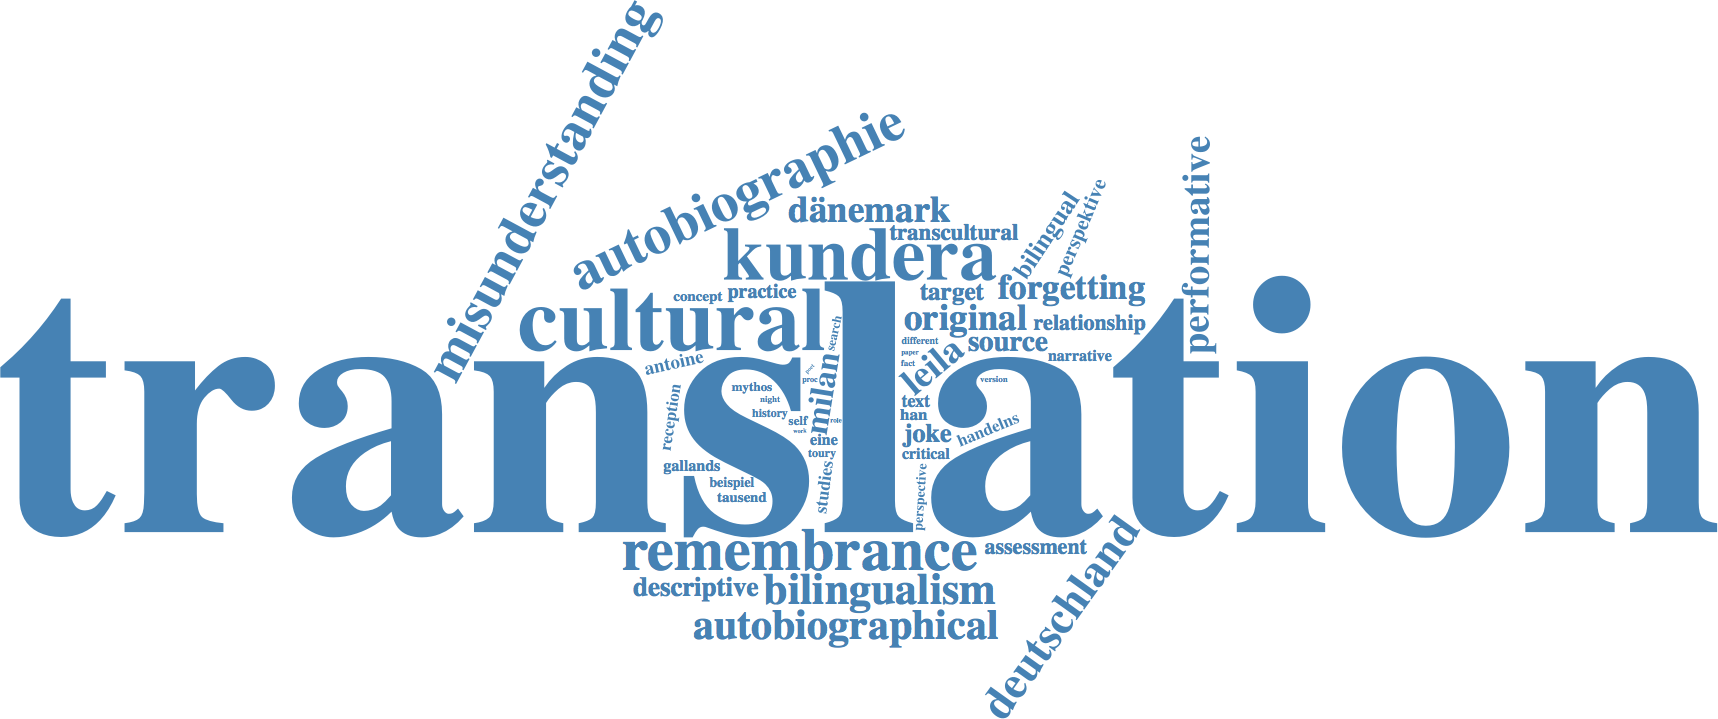 misunderstanding
autobiographie
dänemark
transcultural
bilingual
perspektive
performative
kundera
concept
practice
target
forgetting
cultural
search
original
relationship
different
source
paper
narrative
antoine
fact
leila
translation
proc
version
mythos
milan
night
text
reception
history
self
role
han
work
eine
joke
handelns
toury
critical
gallands
beispiel
studies
tausend
perspective
remembrance
assessment
descriptive
bilingualism
deutschland
autobiographical